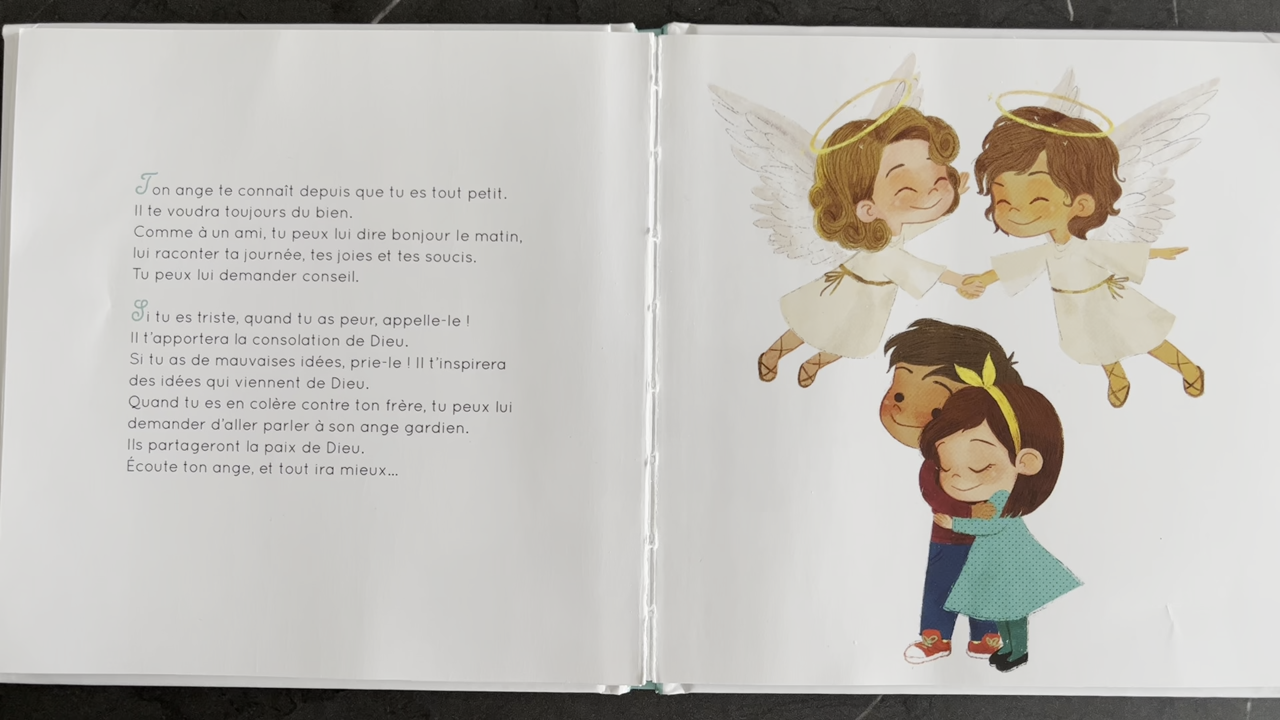 Ton ange te connaît depuis que tu es tout petit.
Il te voudra toujours du bien.
Comme à un ami, tu peux lui dire bonjour le matin,
lui raconter ta journée, tes joies et tes soucis.
Tu peux lui demander conseil.
Si tu es triste, quand tu as peur, appelle-le !
Il t'apportera la consolation de Dieu.
Si tu as de mauvaises idées, prie-le ! Il t'inspirera
des idées qui viennent de Dieu.
Quand tu es en colère contre ton frère, tu peux lui
demander d'aller parler à son ange gardien.
Ils partageront la paix de Dieu.
Écoute ton ange, et tout ira mieux...